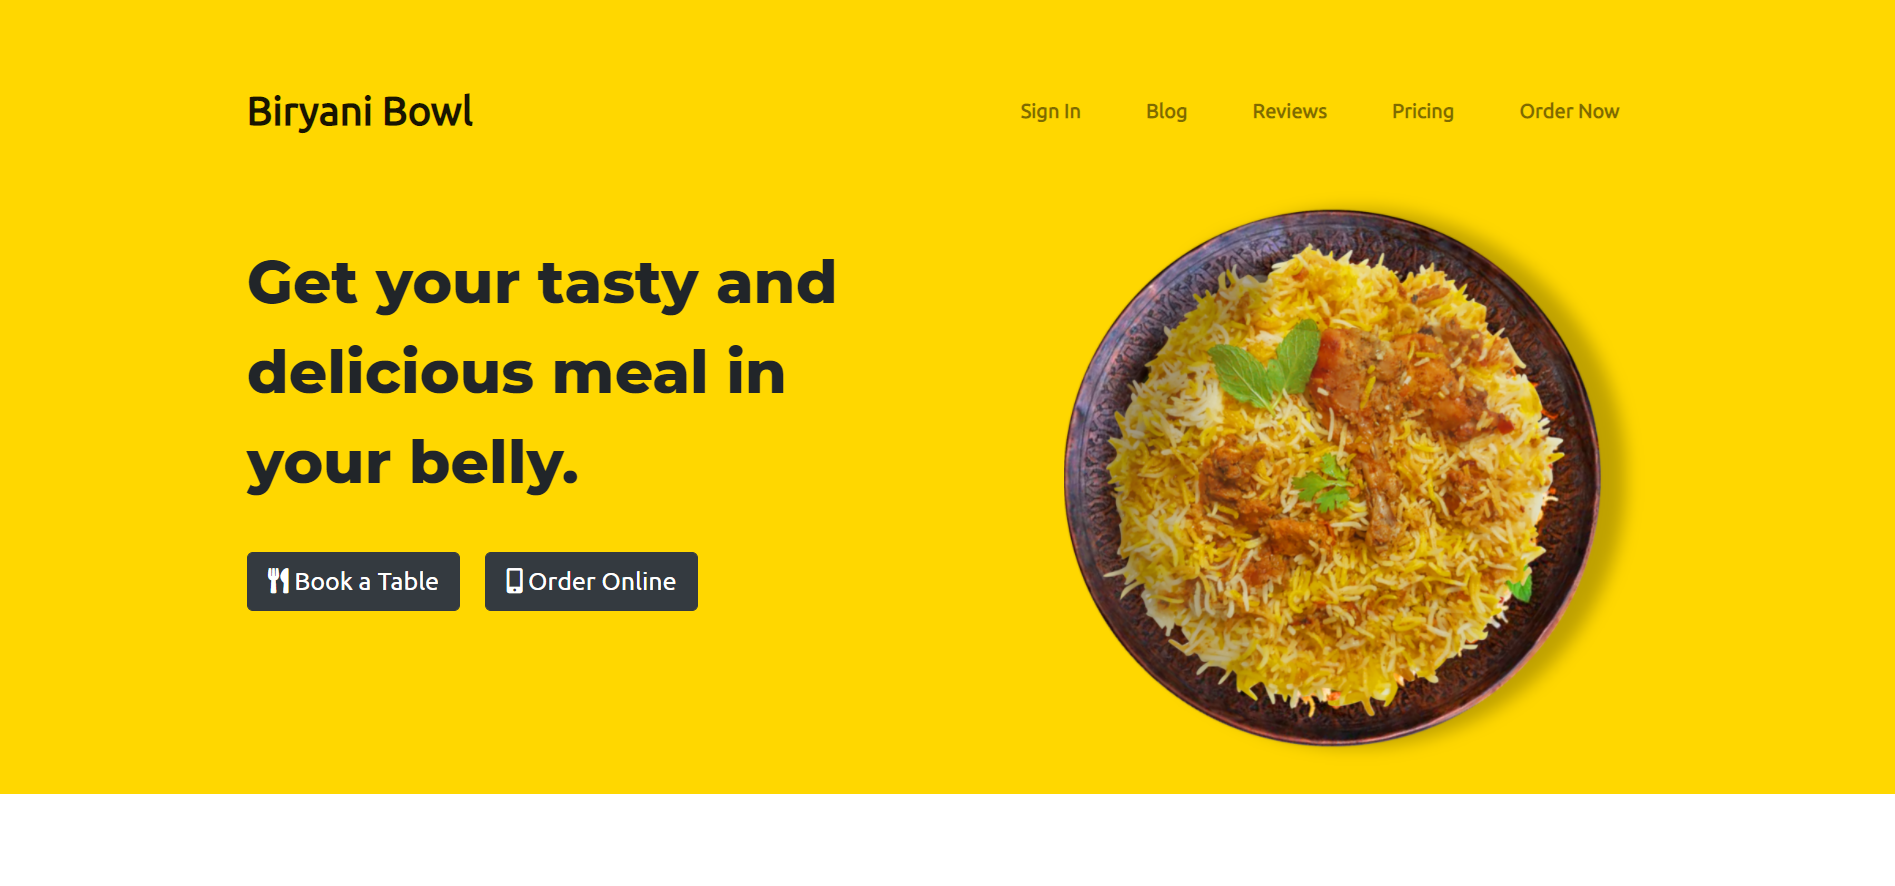 Biryani Bowl
Sign In Blog Reviews Pricing Order Now
Get your tasty and
delicious meal in
your belly.
Book a Table Order Online